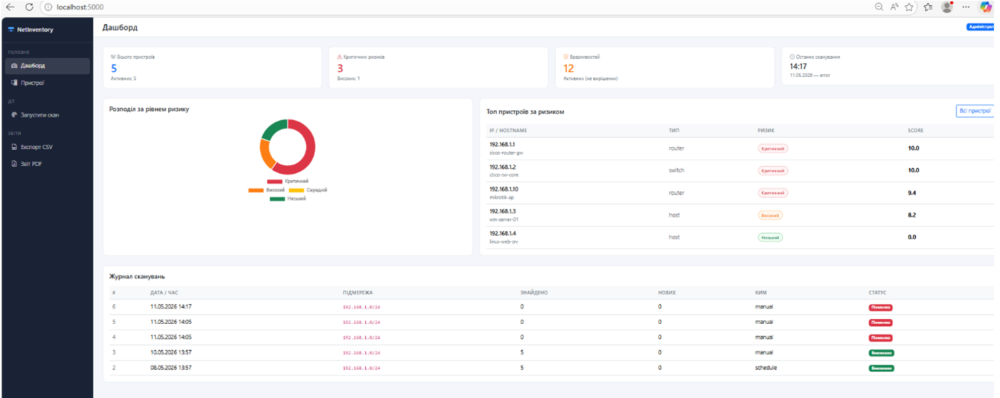 localhost:5000
NetInventory
Дашборд
ГОЛОВНЕ
Дашборд
Пристрої
ДІЇ
Запустити скан
ЗВІТИ
Експорт CSV
Звіт PDF
Всього пристроїв
5
Активних: 5
Критичних ризиків
3
Високих: 1
Вразливостей
12
Активних (не вирішених)
Останнє сканування
14:17
11.05.2026 — error
Розподіл за рівнем ризику
Критичний
Високий Середній
Низький
Топ пристроїв за ризиком
Всі пристрої
IP / HOSTNAME ТИП РИЗИК SCORE
192.168.1.1
cisco-router-gw router Критичний 10.0
192.168.1.2
cisco-sw-core switch Критичний 10.0
192.168.1.10
mikrotik-ap router Критичний 9.4
192.168.1.3
win-server-01 host Високий 8.2
192.168.1.4
linux-web-srv host Низький 0.0
Журнал сканувань
# ДАТА / ЧАС ПІДМЕРЕЖА ЗНАЙДЕНО НОВИХ КИМ СТАТУС
6 11.05.2026 14:17 192.168.1.0/24 0 0 manual Помилка
5 11.05.2026 14:05 192.168.1.0/24 0 0 manual Помилка
4 11.05.2026 14:05 192.168.1.0/24 0 0 manual Помилка
3 10.05.2026 13:57 192.168.1.0/24 5 0 manual Виконано
2 08.05.2026 13:57 192.168.1.0/24 5 0 schedule Виконано